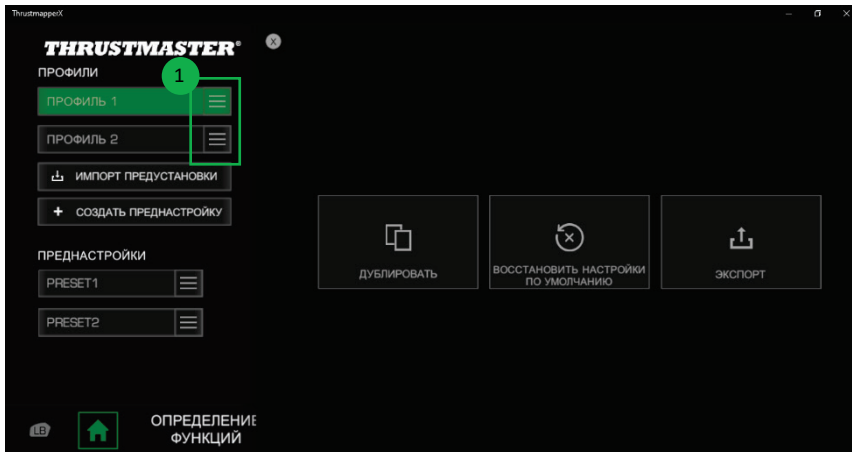 ThrustmapperX
THRUSTMASTER®
X
ПРОФИЛИ
1
ПРОФИЛЬ 1
ПРОФИЛЬ 2
ИМПОРТ ПРЕДУСТАНОВКИ
+ СОЗДАТЬ ПРЕДНАСТРОЙКУ
ПРЕДНАСТРОЙКИ
PRESET1
PRESET2
ДУБЛИРОВАТЬ
ВОССТАНОВИТЬ НАСТРОЙКИ
ПО УМОЛЧАНИЮ
ЭКСПОРТ
LB
ОПРЕДЕЛЕНИЕ
ФУНКЦИЙ